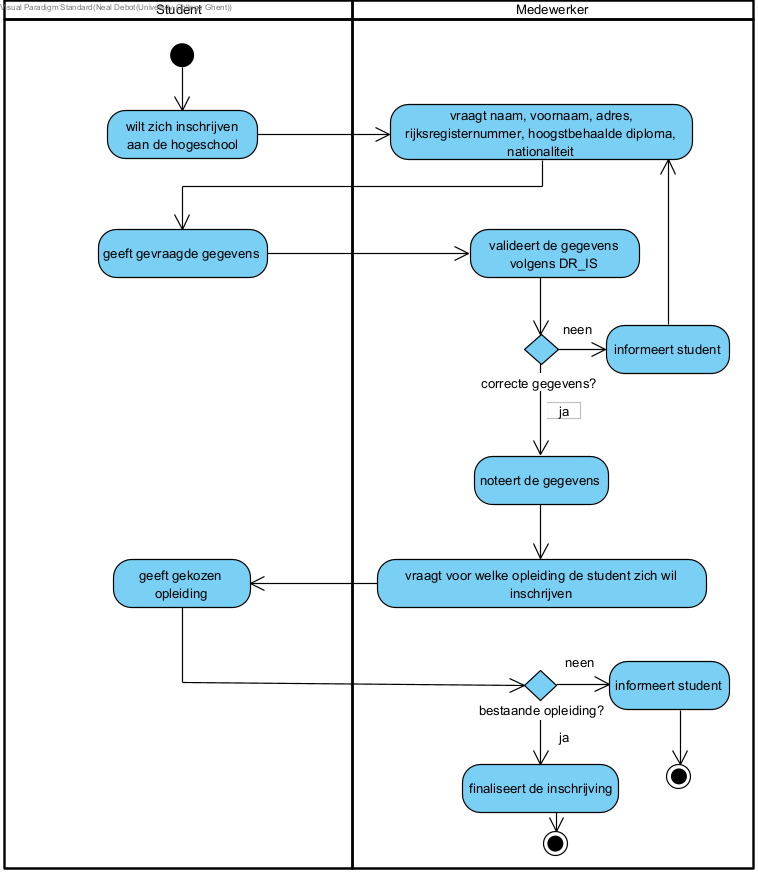 Visual Paradigm Standard(Neal Debot(University College Ghent))
Student
Medewerker
wilt zich inschrijven
aan de hogeschool
vraagt naam, voornaam, adres,
rijksregisternummer, hoogstbehaalde diploma,
nationaliteit
geeft gevraagde gegevens
valideert de gegevens
volgens DR_IS
neen
informeert student
correcte gegevens?
ja
noteert de gegevens
geeft gekozen
opleiding
vraagt voor welke opleiding de student zich wil
inschrijven
neen
informeert student
bestaande opleiding?
ja
finaliseert de inschrijving